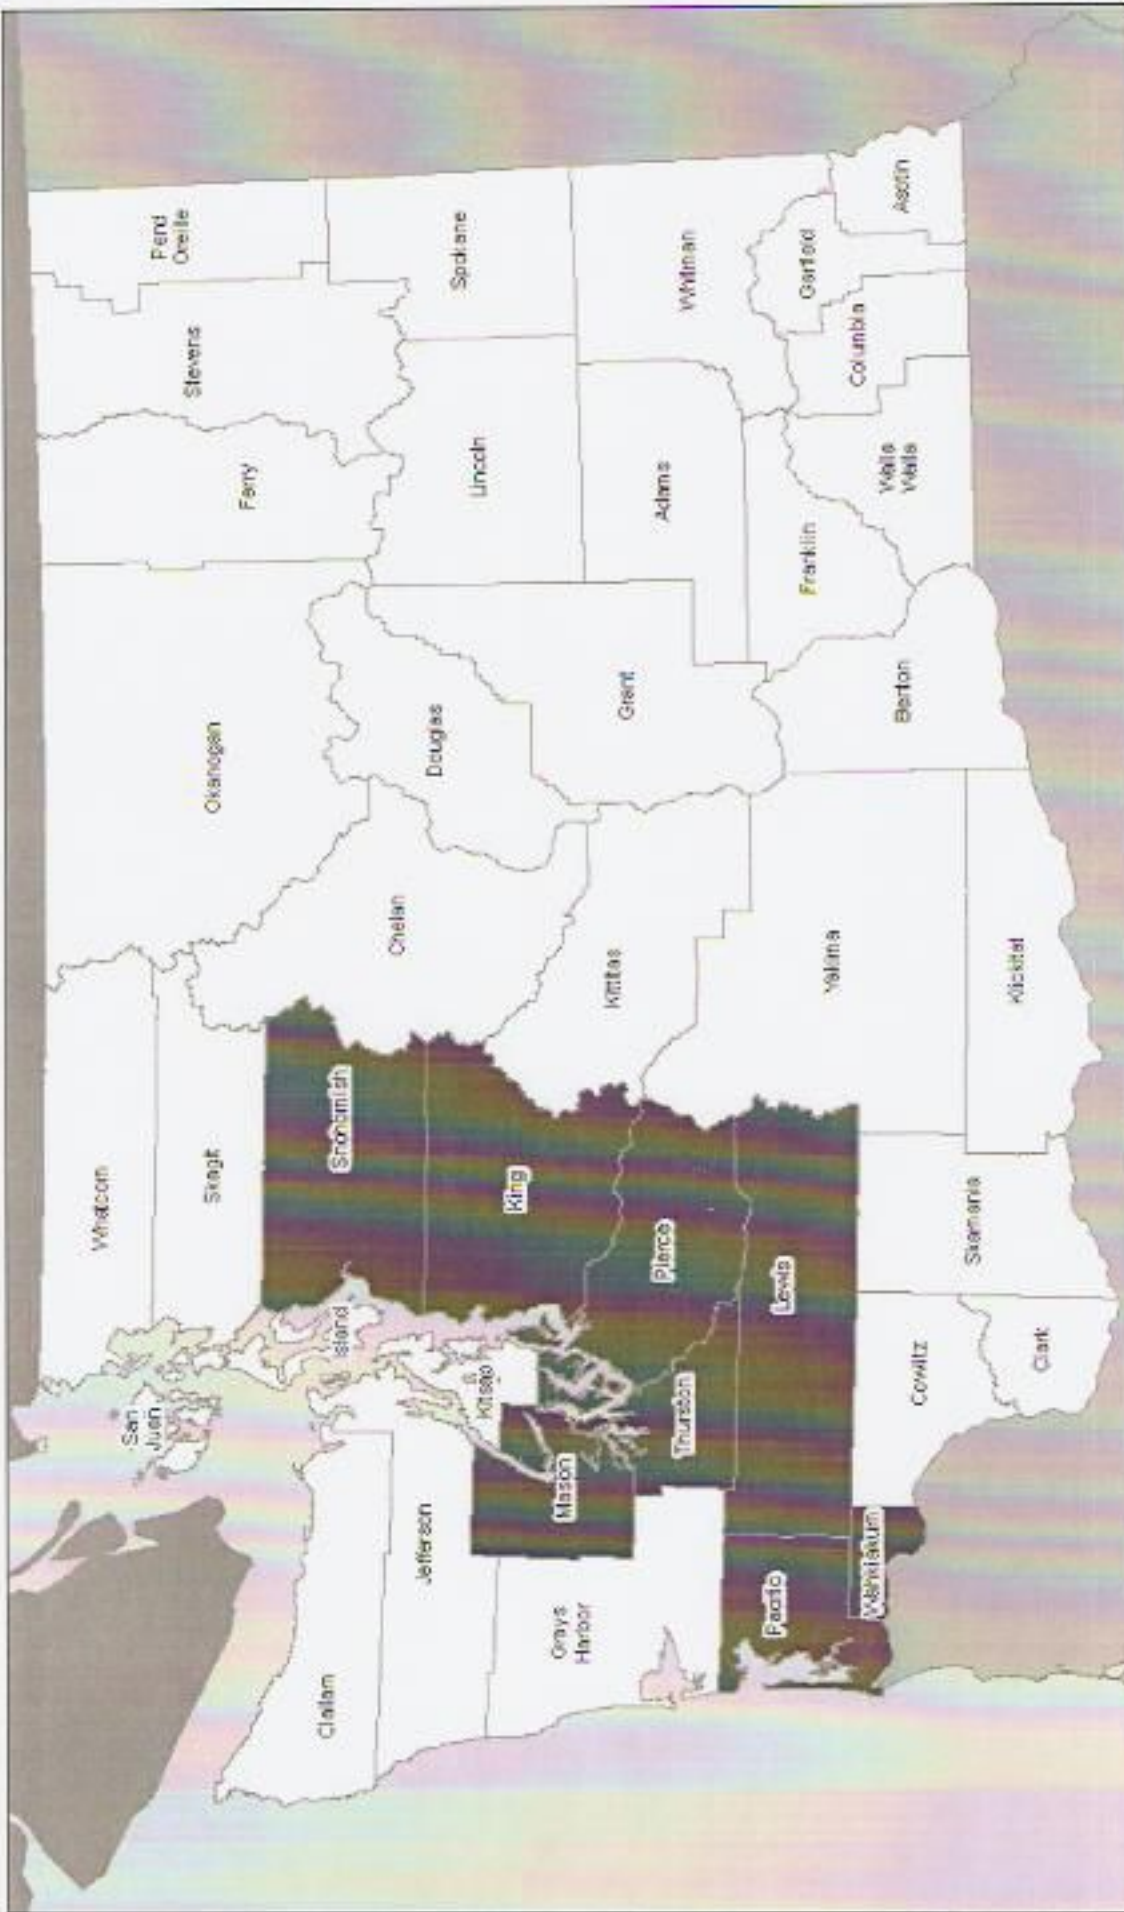 Whatcom
San
Juan
Skagit
Island
Snohomish
Clallam
Jefferson
Kitsap
King
Mason
Grays
Harbor
Pierce
Thurston
Pacific
Lewis
Wahkiakum
Cowlitz
Clark
Skamania
Okanogan
Chelan
Douglas
Kittitas
Grant
Yakima
Klickitat
Benton
Ferry
Stevens
Pend
Oreille
Lincoln
Spokane
Adams
Whitman
Franklin
Walla
Walla
Columbia
Garfield
Asotin